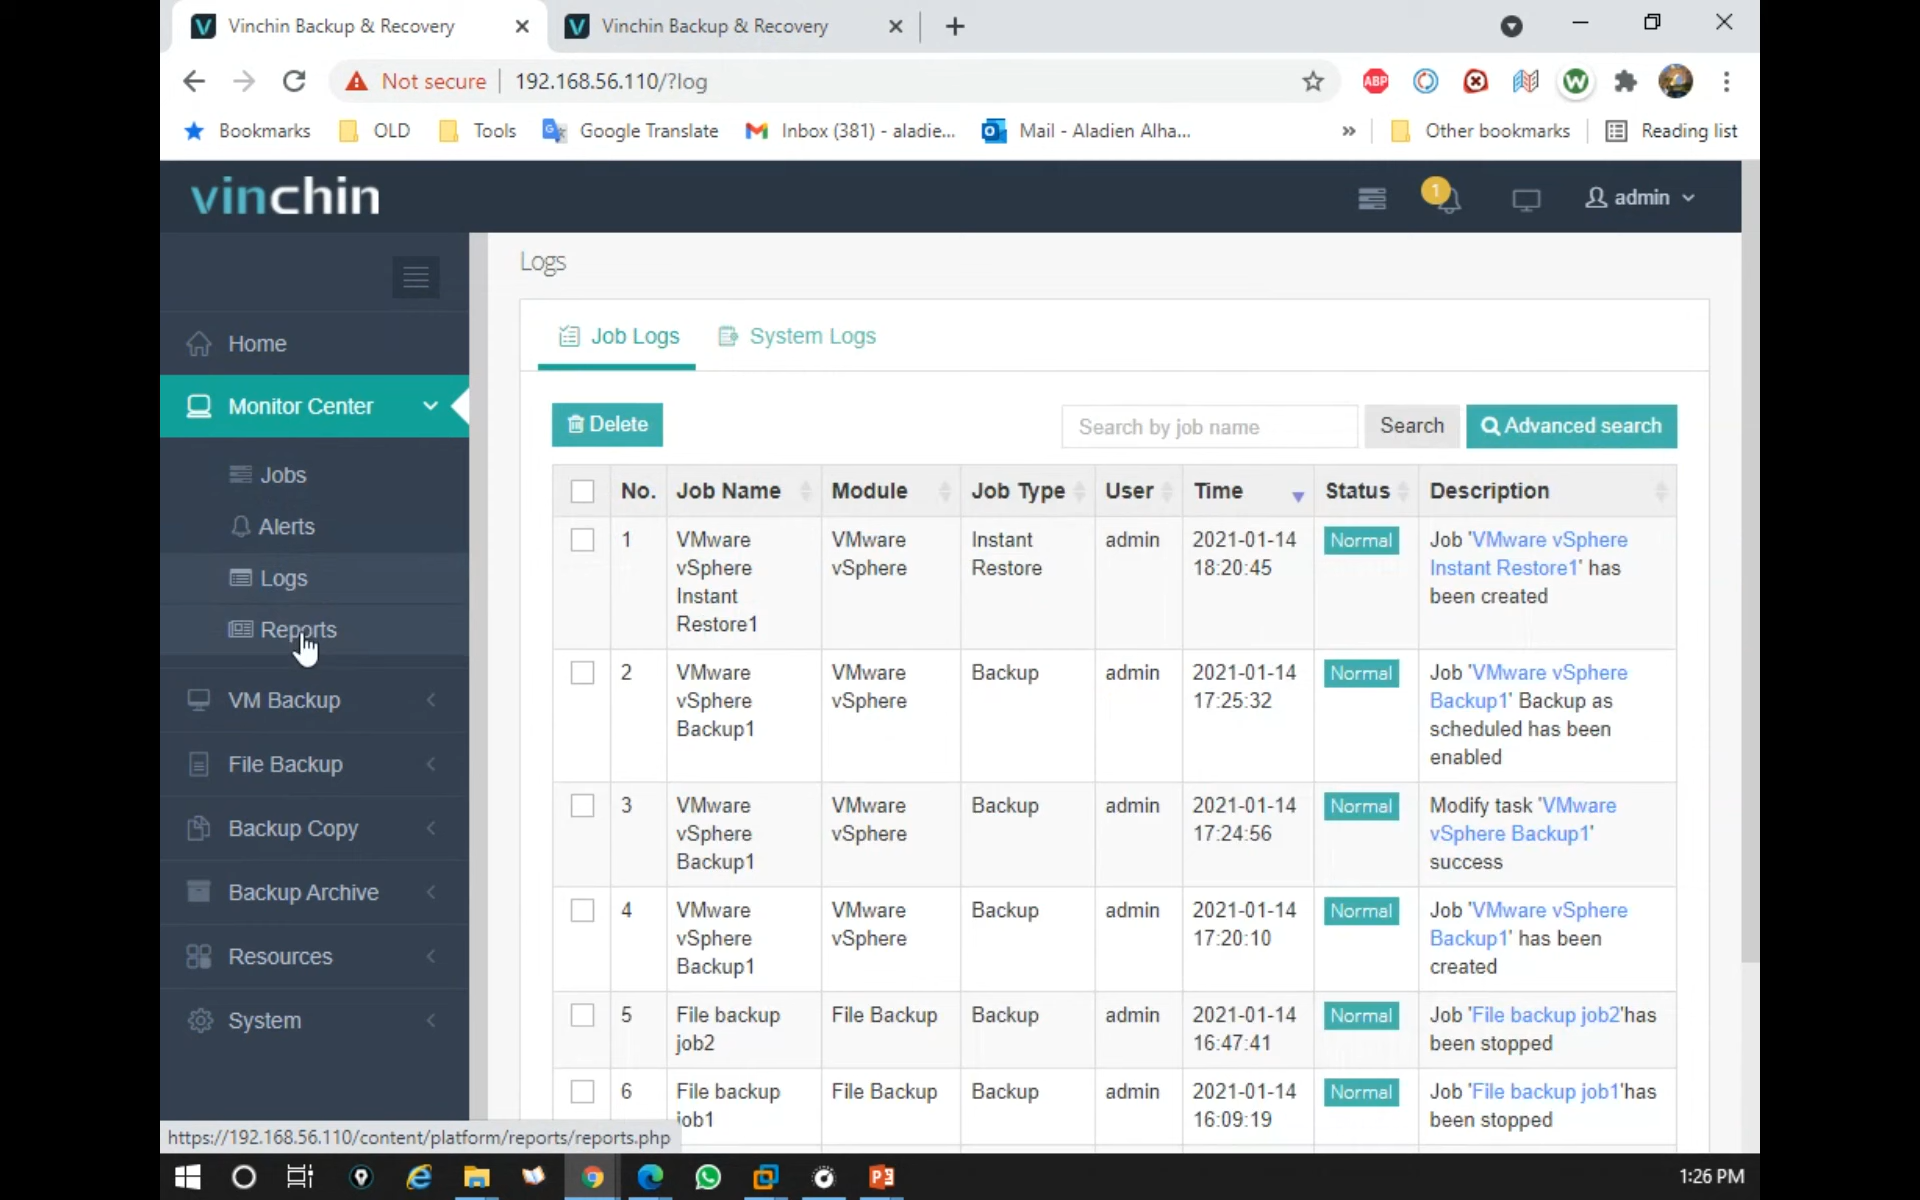 Vinchin Backup & Recovery
Vinchin Backup & Recovery
Not secure
192.168.56.110/?log
ABP
W
Bookmarks
OLD
Tools
Google Translate
Inbox (381) - aladie...
Mail - Aladien Alha...
»
Other bookmarks
Reading list
vinchin
1
admin
Home
Monitor Center
Jobs
Alerts
Logs
Reports
VM Backup
File Backup
Backup Copy
Backup Archive
Resources
System
Logs
Job Logs
System Logs
Delete
Search by job name
Search
Advanced search
No. Job Name Module Job Type User Time Status Description
1 VMware VMware Instant admin 2021-01-14 Normal Job 'VMware vSphere
vSphere vSphere Restore 18:20:45 Instant Restore1' has
Instant been created
Restore1
2 VMware VMware Backup admin 2021-01-14 Normal Job 'VMware vSphere
vSphere vSphere 17:25:32 Backup1' Backup as
Backup1 scheduled has been
enabled
3 VMware VMware Backup admin 2021-01-14 Normal Modify task 'VMware
vSphere vSphere 17:24:56 vSphere Backup1'
Backup1 success
4 VMware VMware Backup admin 2021-01-14 Normal Job 'VMware vSphere
vSphere vSphere 17:20:10 Backup1' has been
Backup1 created
5 File backup File Backup Backup admin 2021-01-14 Normal Job 'File backup job2'has
job2 16:47:41 been stopped
6 File backup File Backup Backup admin 2021-01-14 Normal Job 'File backup job1'has
job1 16:09:19 been stopped
https://192.168.56.110/content/platform/reports/reports.php
1:26 PM